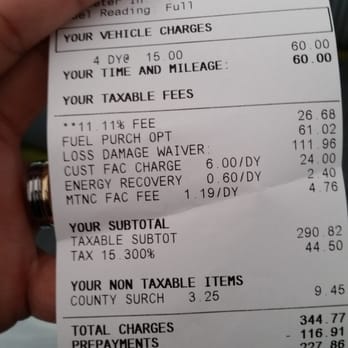 eter In
uel Reading Full
YOUR VEHICLE CHARGES
4 DY@ 15.00 60.00
YOUR TIME AND MILEAGE: 60.00
YOUR TAXABLE FEES
**11.11% FEE 26.68
FUEL PURCH OPT 61.02
LOSS DAMAGE WAIVER: 111.96
CUST FAC CHARGE 6.00/DY 24.00
ENERGY RECOVERY 0.60/DY 2.40
MTNC FAC FEE 1.19/DY 4.76
YOUR SUBTOTAL
TAXABLE SUBTOT 290.82
TAX 15.300% 44.50
YOUR NON TAXABLE ITEMS
COUNTY SURCH 3.25 9.45
TOTAL CHARGES 344.77
PREPAYMENTS - 116.91
227.86